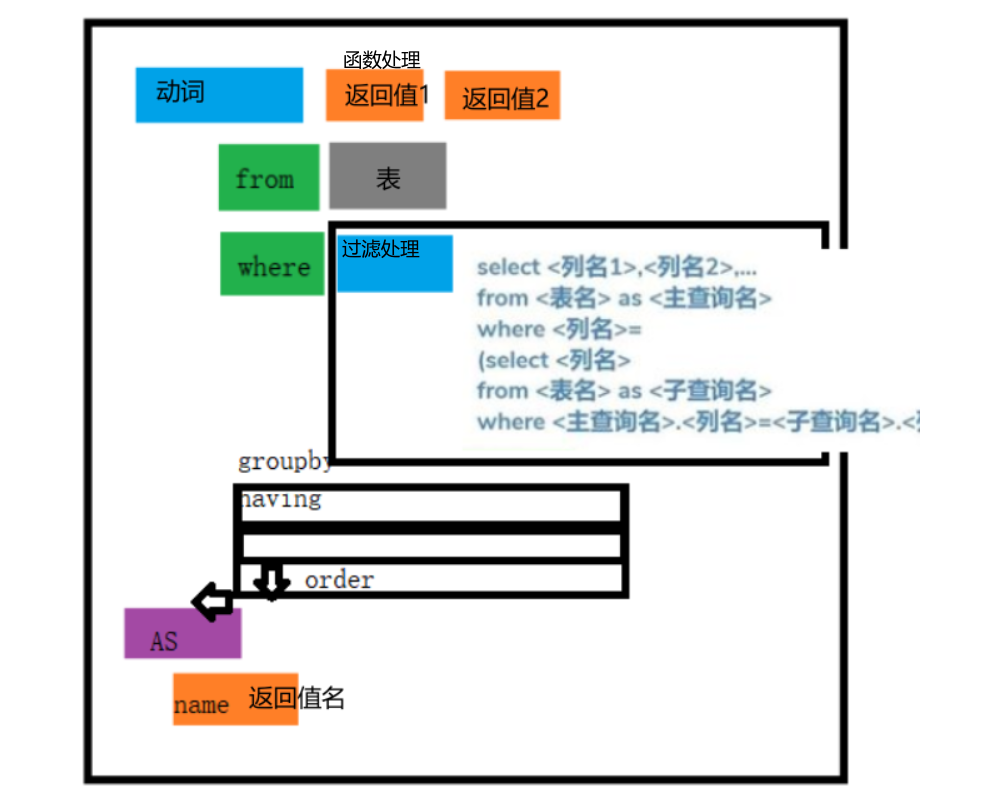 函数处理
动词
返回值1
返回值2
from
表
where
过滤处理
select <列名1>,<列名2>,...
from <表名> as <主查询名>
where <列名>=
(select <列名>
from <表名> as <子查询名>
where <主查询名>.<列名>=<子查询名>.<
groupby
having
order
AS
name 返回值名